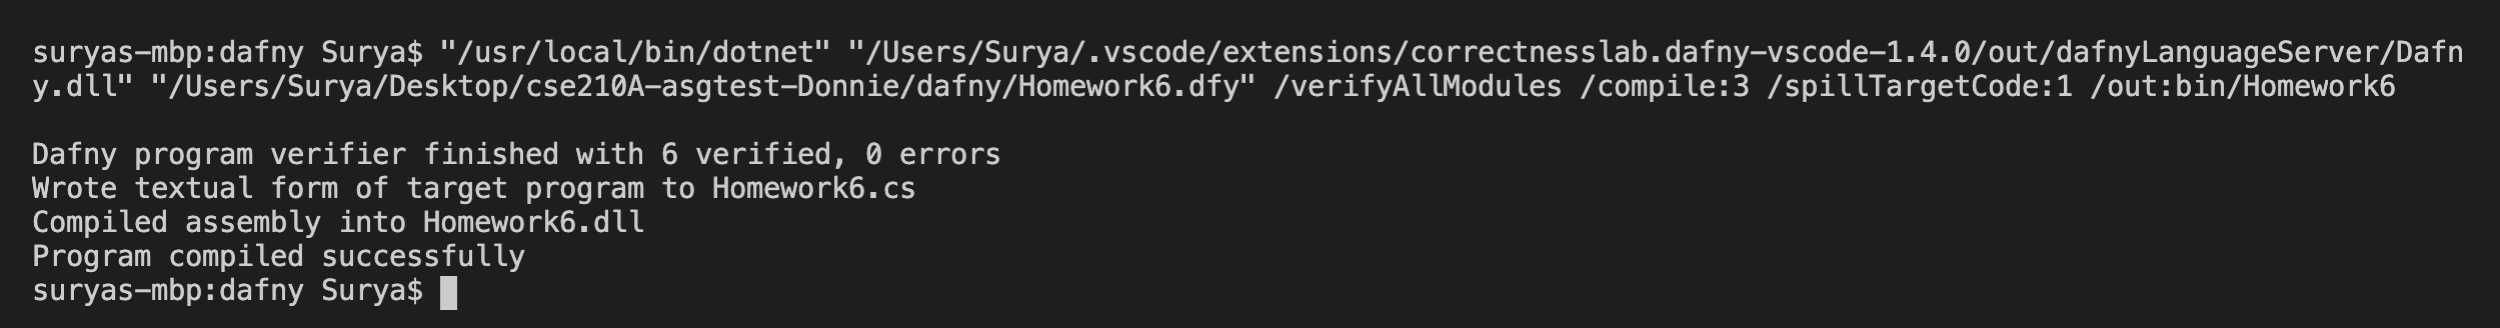 suryas-mbp:dafny Surya$ "/usr/local/bin/dotnet" "/Users/Surya/.vscode/extensions/correctnesslab.dafny-vscode-1.4.0/out/dafnyLanguageServer/Dafn
y.dll" "/Users/Surya/Desktop/cse210A-asgtest-Donnie/dafny/Homework6.dfy" /verifyAllModules /compile:3 /spillTargetCode:1 /out:bin/Homework6
Dafny program verifier finished with 6 verified, 0 errors
Wrote textual form of target program to Homework6.cs
Compiled assembly into Homework6.dll
Program compiled successfully
suryas-mbp:dafny Surya$